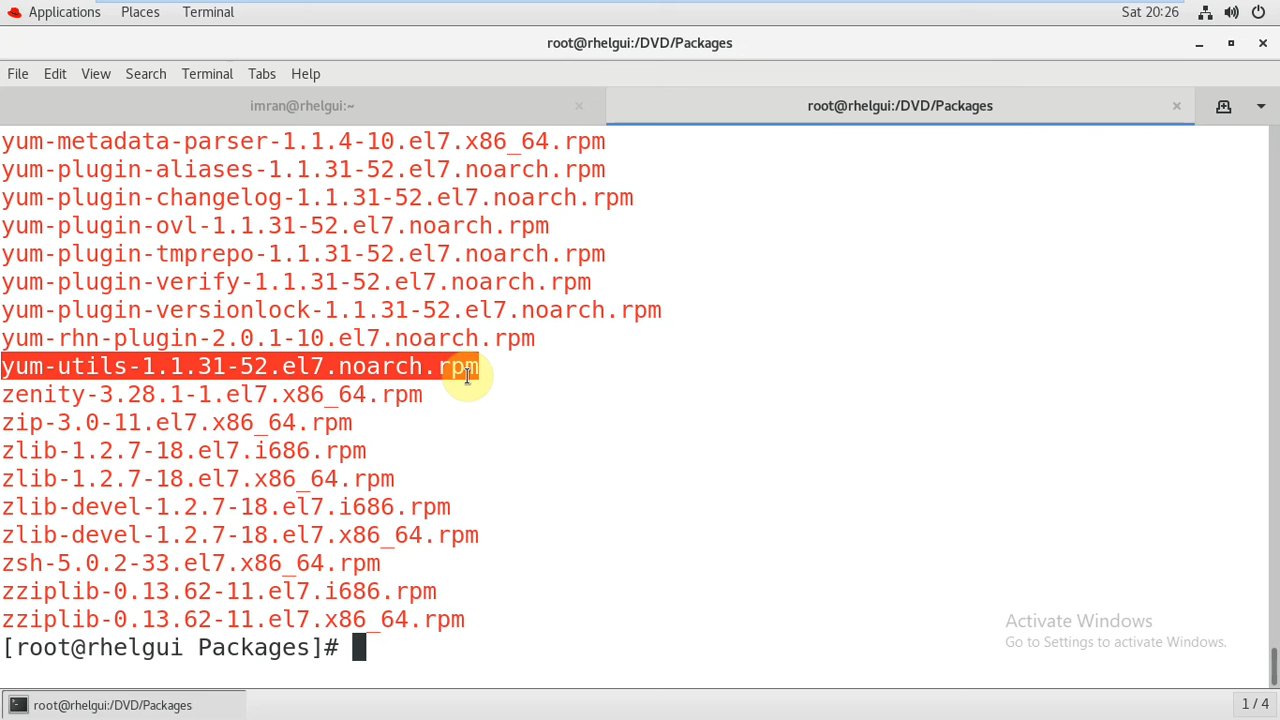 Applications Places Terminal Sat 20:26
root@rhelgui:/DVD/Packages
File Edit View Search Terminal Tabs Help
imran@rhelgui:~ × root@rhelgui:/DVD/Packages ×
yum-metadata-parser-1.1.4-10.el7.x86_64.rpm
yum-plugin-aliases-1.1.31-52.el7.noarch.rpm
yum-plugin-changelog-1.1.31-52.el7.noarch.rpm
yum-plugin-ovl-1.1.31-52.el7.noarch.rpm
yum-plugin-tmprepo-1.1.31-52.el7.noarch.rpm
yum-plugin-verify-1.1.31-52.el7.noarch.rpm
yum-plugin-versionlock-1.1.31-52.el7.noarch.rpm
yum-rhn-plugin-2.0.1-10.el7.noarch.rpm
yum-utils-1.1.31-52.el7.noarch.rpm
zenity-3.28.1-1.el7.x86_64.rpm
zip-3.0-11.el7.x86_64.rpm
zlib-1.2.7-18.el7.i686.rpm
zlib-1.2.7-18.el7.x86_64.rpm
zlib-devel-1.2.7-18.el7.i686.rpm
zlib-devel-1.2.7-18.el7.x86_64.rpm
zsh-5.0.2-33.el7.x86_64.rpm
zziplib-0.13.62-11.el7.i686.rpm
zziplib-0.13.62-11.el7.x86_64.rpm
[root@rhelgui Packages]#
Activate Windows
Go to Settings to activate Windows.
root@rhelgui:/DVD/Packages 1 / 4